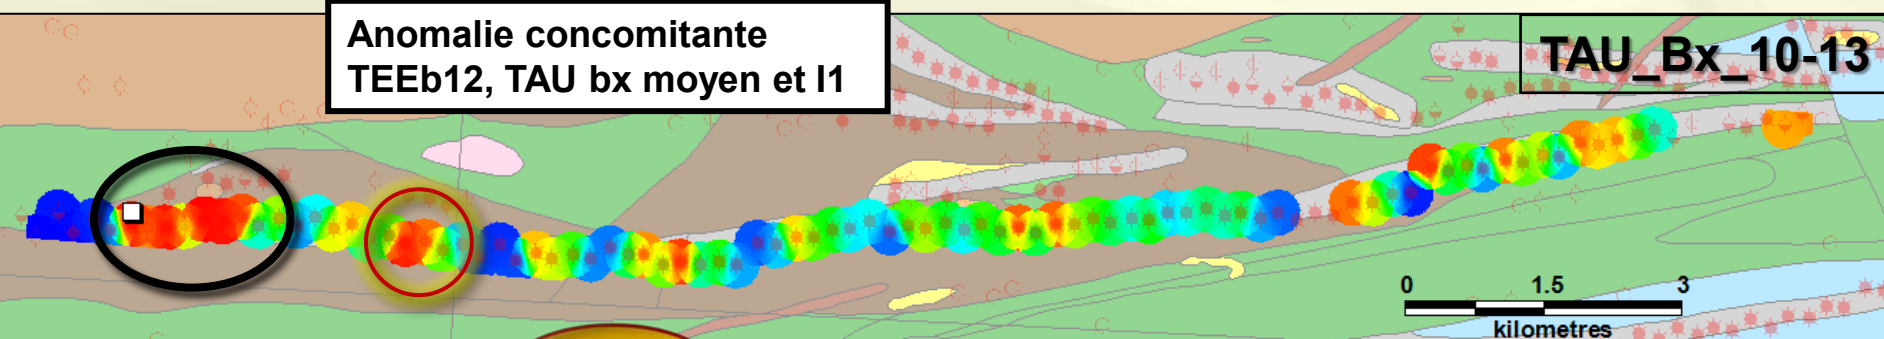 Anomalie concomitante
TEEb12, TAU bx moyen et I1
TAU_Bx_10-13
0 1.5 3
kilometres